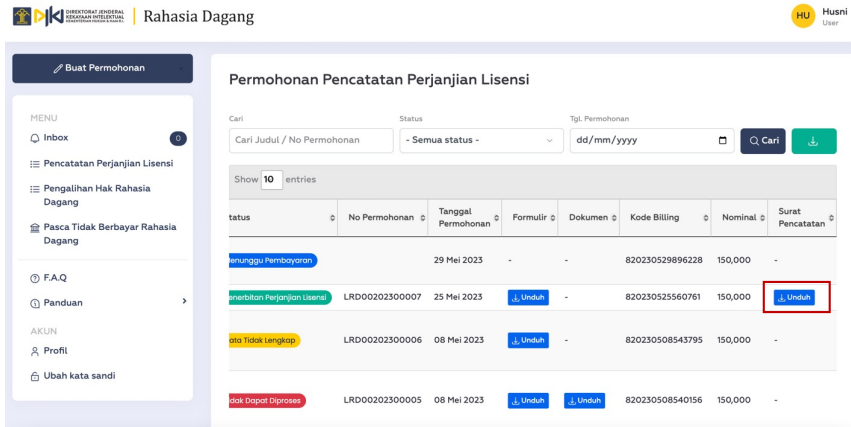 DIREKTORAT JENDERAL
KEKAYAAN INTELEKTUAL
Rahasia Dagang
HU
Husni
User
Buat Permohonan
MENU
Inbox
0
Pencatatan Perjanjian Lisensi
Pengalihan Hak Rahasia
Dagang
Pasca Tidak Berbayar Rahasia
Dagang
F.A.Q
Panduan
AKUN
Profil
Ubah kata sandi
Permohonan Pencatatan Perjanjian Lisensi
Cari
Status
Tgl. Permohonan
Cari Judul / No Permohonan
- Semua status -
dd/mm/yyyy
Cari
Show 10 entries
tatus No Permohonan Tanggal Permohonan Formulir Dokumen Kode Billing Nominal Surat Pencatatan
enunggu Pembayaran 29 Mei 2023 - - 820230529896228 150,000 -
enerbitan Perjanjian Lisensi LRD00202300007 25 Mei 2023 Unduh - 820230525560761 150,000 Unduh
ata Tidak Lengkap LRD00202300006 08 Mei 2023 Unduh - 820230508543795 150,000 -
dak Dapat Diproses LRD00202300005 08 Mei 2023 Unduh Unduh 820230508540156 150,000 -